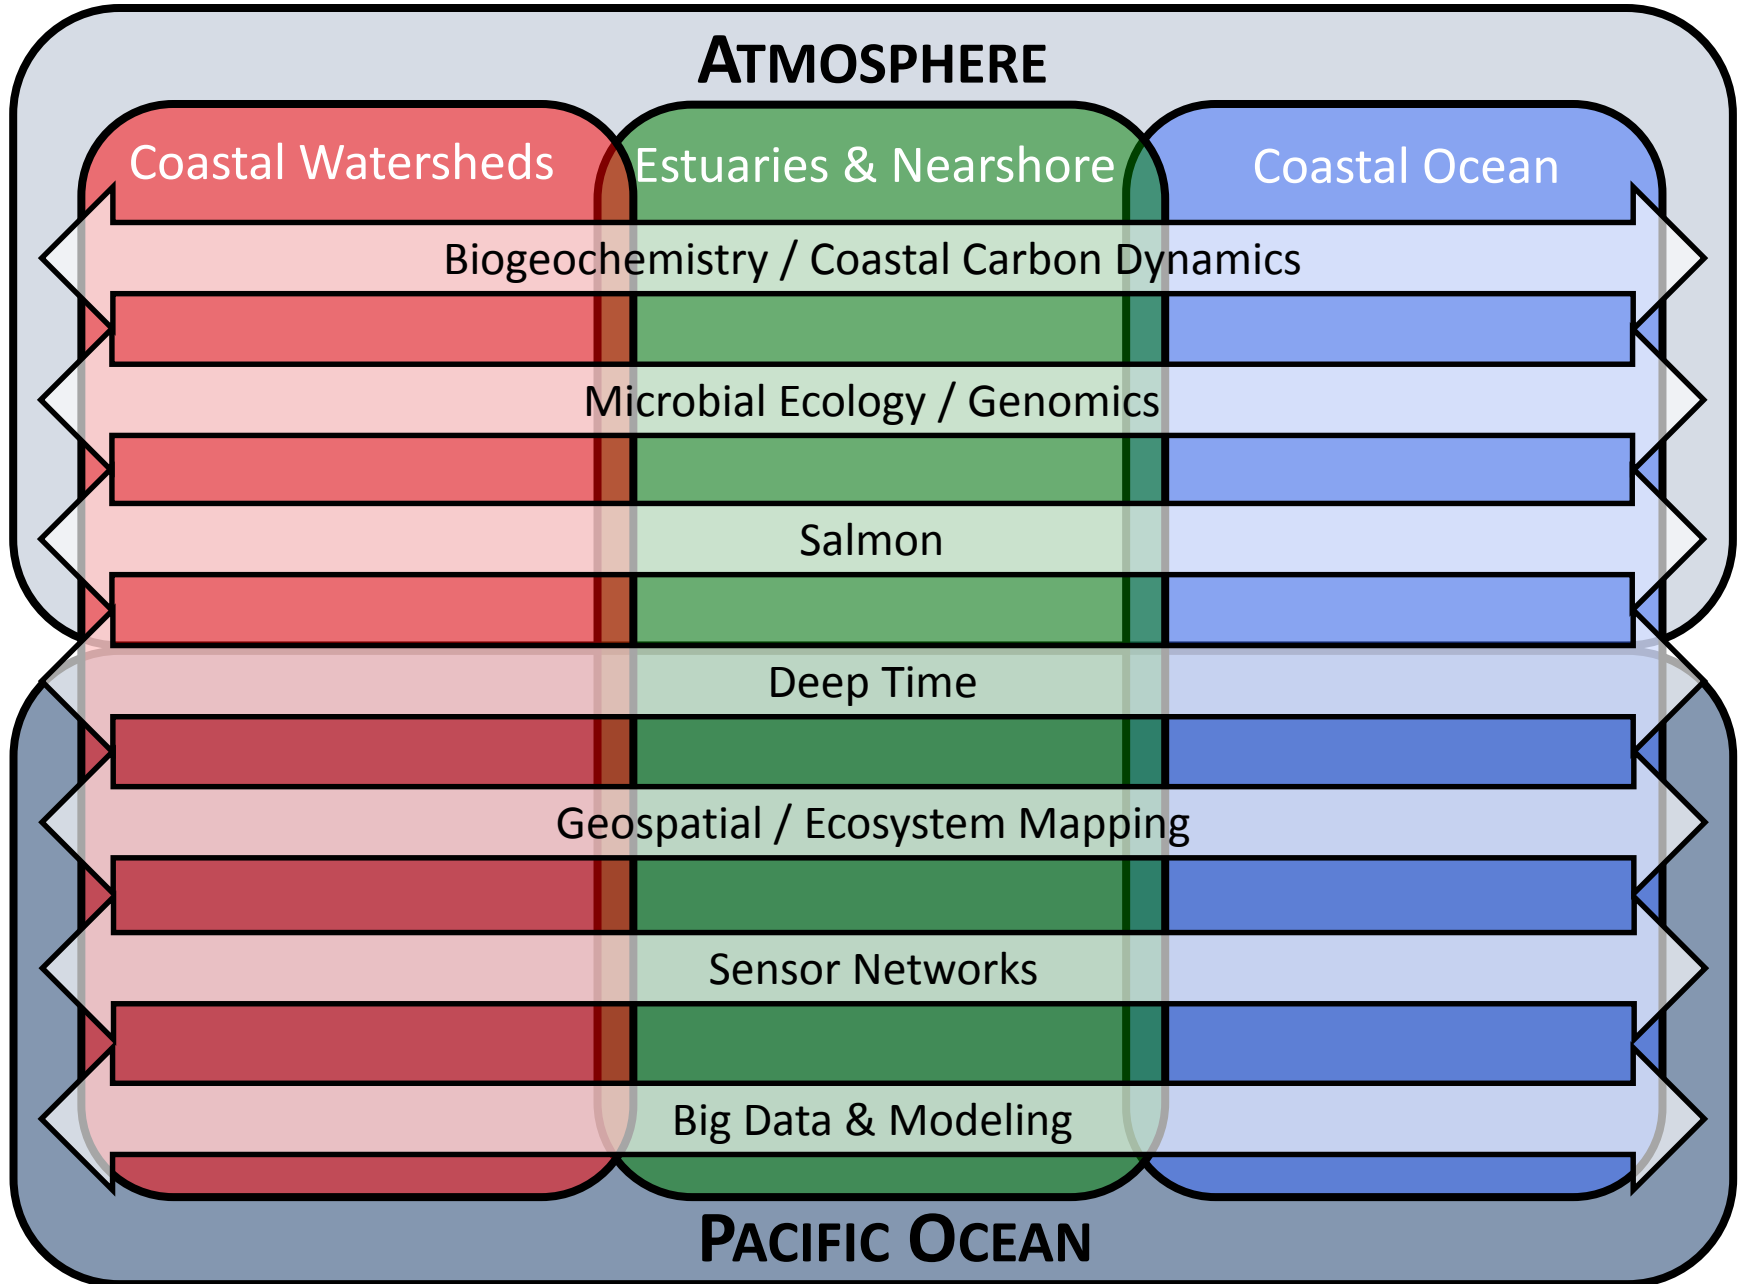 ATMOSPHERE
Coastal Watersheds
Estuaries & Nearshore
Coastal Ocean
Biogeochemistry / Coastal Carbon Dynamics
Microbial Ecology / Genomics
Salmon
Deep Time
Geospatial / Ecosystem Mapping
Sensor Networks
Big Data & Modeling
PACIFIC OCEAN